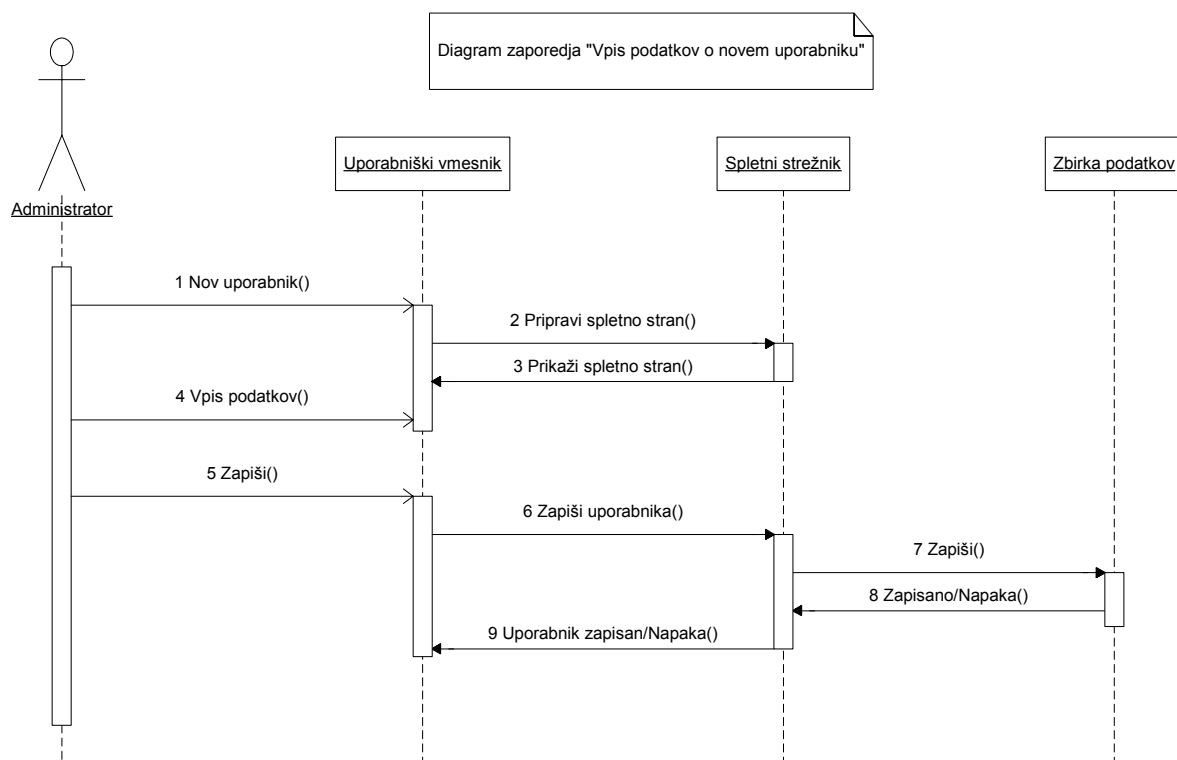 Diagram zaporedja "Vpis podatkov o novem uporabniku"
Uporabniški vmesnik
Spletni strežnik
Zbirka podatkov
Administrator
1 Nov uporabnik()
2 Pripravi spletno stran()
3 Prikaži spletno stran()
4 Vpis podatkov()
5 Zapiši()
6 Zapiši uporabnika()
7 Zapiši()
8 Zapisano/Napaka()
9 Uporabnik zapisan/Napaka()